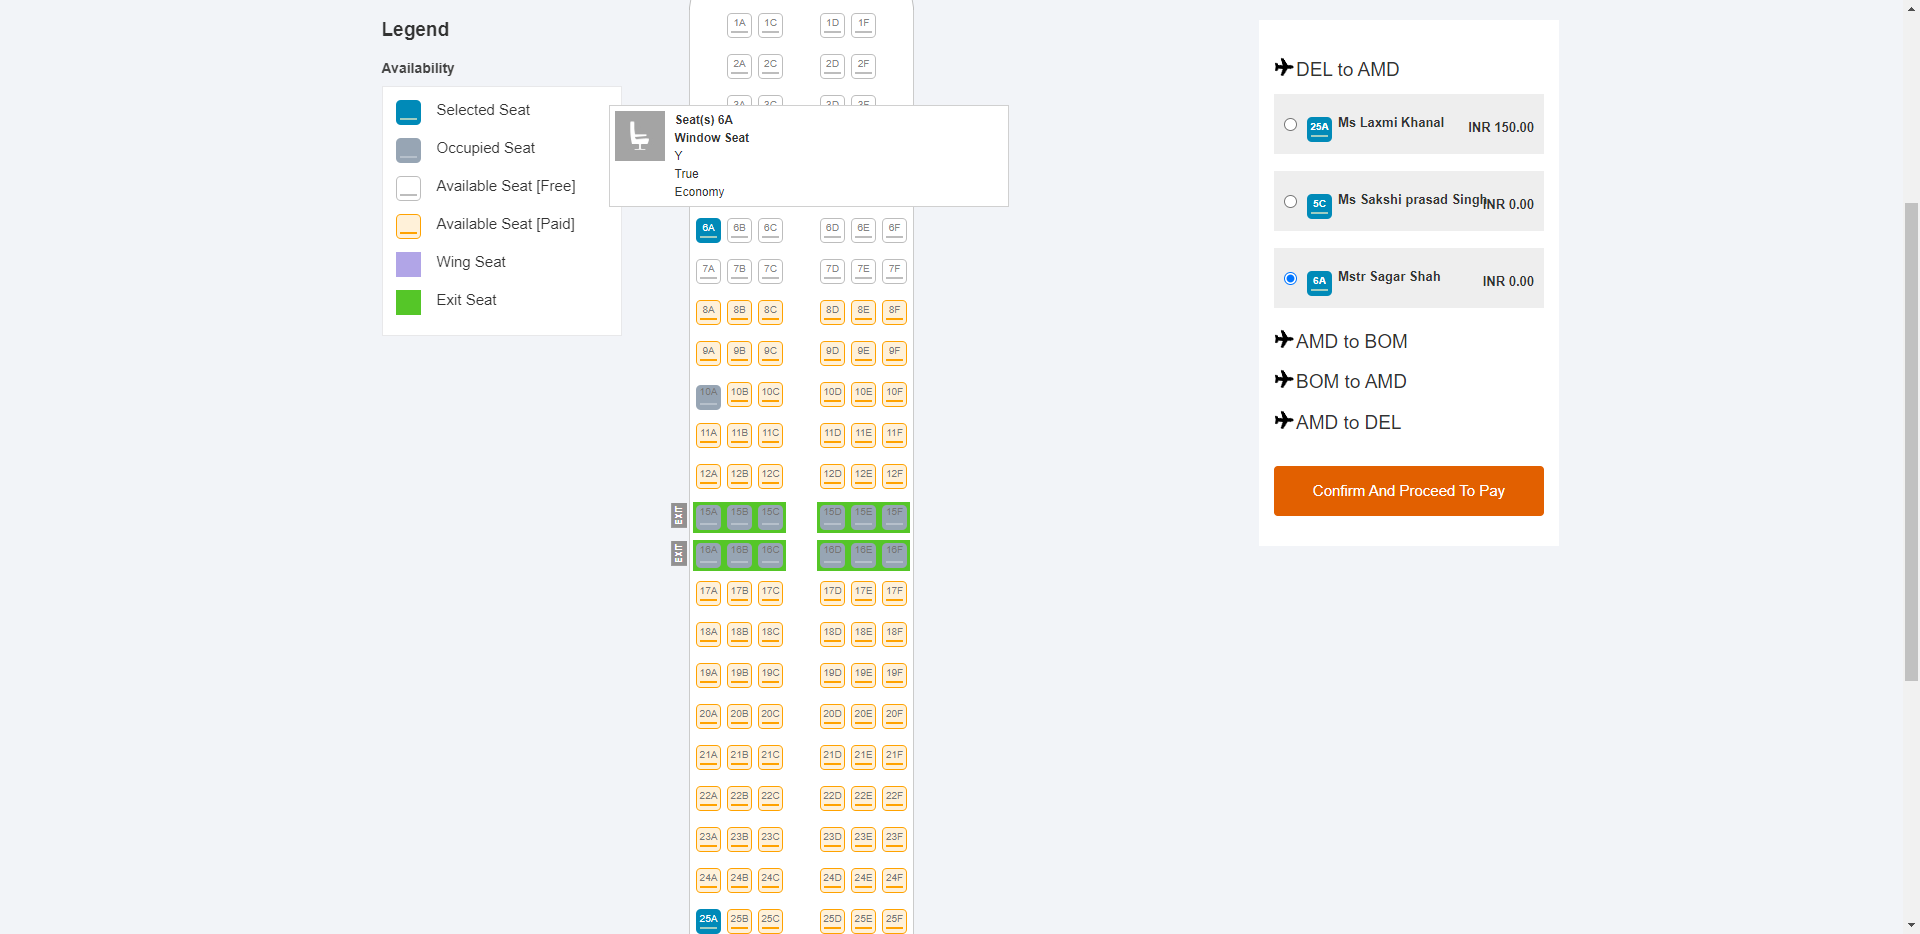 Legend
Availability
Selected Seat
Occupied Seat
Available Seat [Free]
Available Seat [Paid]
Wing Seat
Exit Seat
1A 1C 1D 1F
2A 2C 2D 2F
3A 3C 3D 3F
Seat(s) 6A
Window Seat
Y
True
Economy
6A 6B 6C 6D 6E 6F
7A 7B 7C 7D 7E 7F
8A 8B 8C 8D 8E 8F
9A 9B 9C 9D 9E 9F
10A 10B 10C 10D 10E 10F
11A 11B 11C 11D 11E 11F
12A 12B 12C 12D 12E 12F
EXIT 15A 15B 15C 15D 15E 15F
EXIT 16A 16B 16C 16D 16E 16F
17A 17B 17C 17D 17E 17F
18A 18B 18C 18D 18E 18F
19A 19B 19C 19D 19E 19F
20A 20B 20C 20D 20E 20F
21A 21B 21C 21D 21E 21F
22A 22B 22C 22D 22E 22F
23A 23B 23C 23D 23E 23F
24A 24B 24C 24D 24E 24F
25A 25B 25C 25D 25E 25F
DEL to AMD
25A Ms Laxmi Khanal INR 150.00
5C Ms Sakshi prasad Singh INR 0.00
6A Mstr Sagar Shah INR 0.00
AMD to BOM
BOM to AMD
AMD to DEL
Confirm And Proceed To Pay